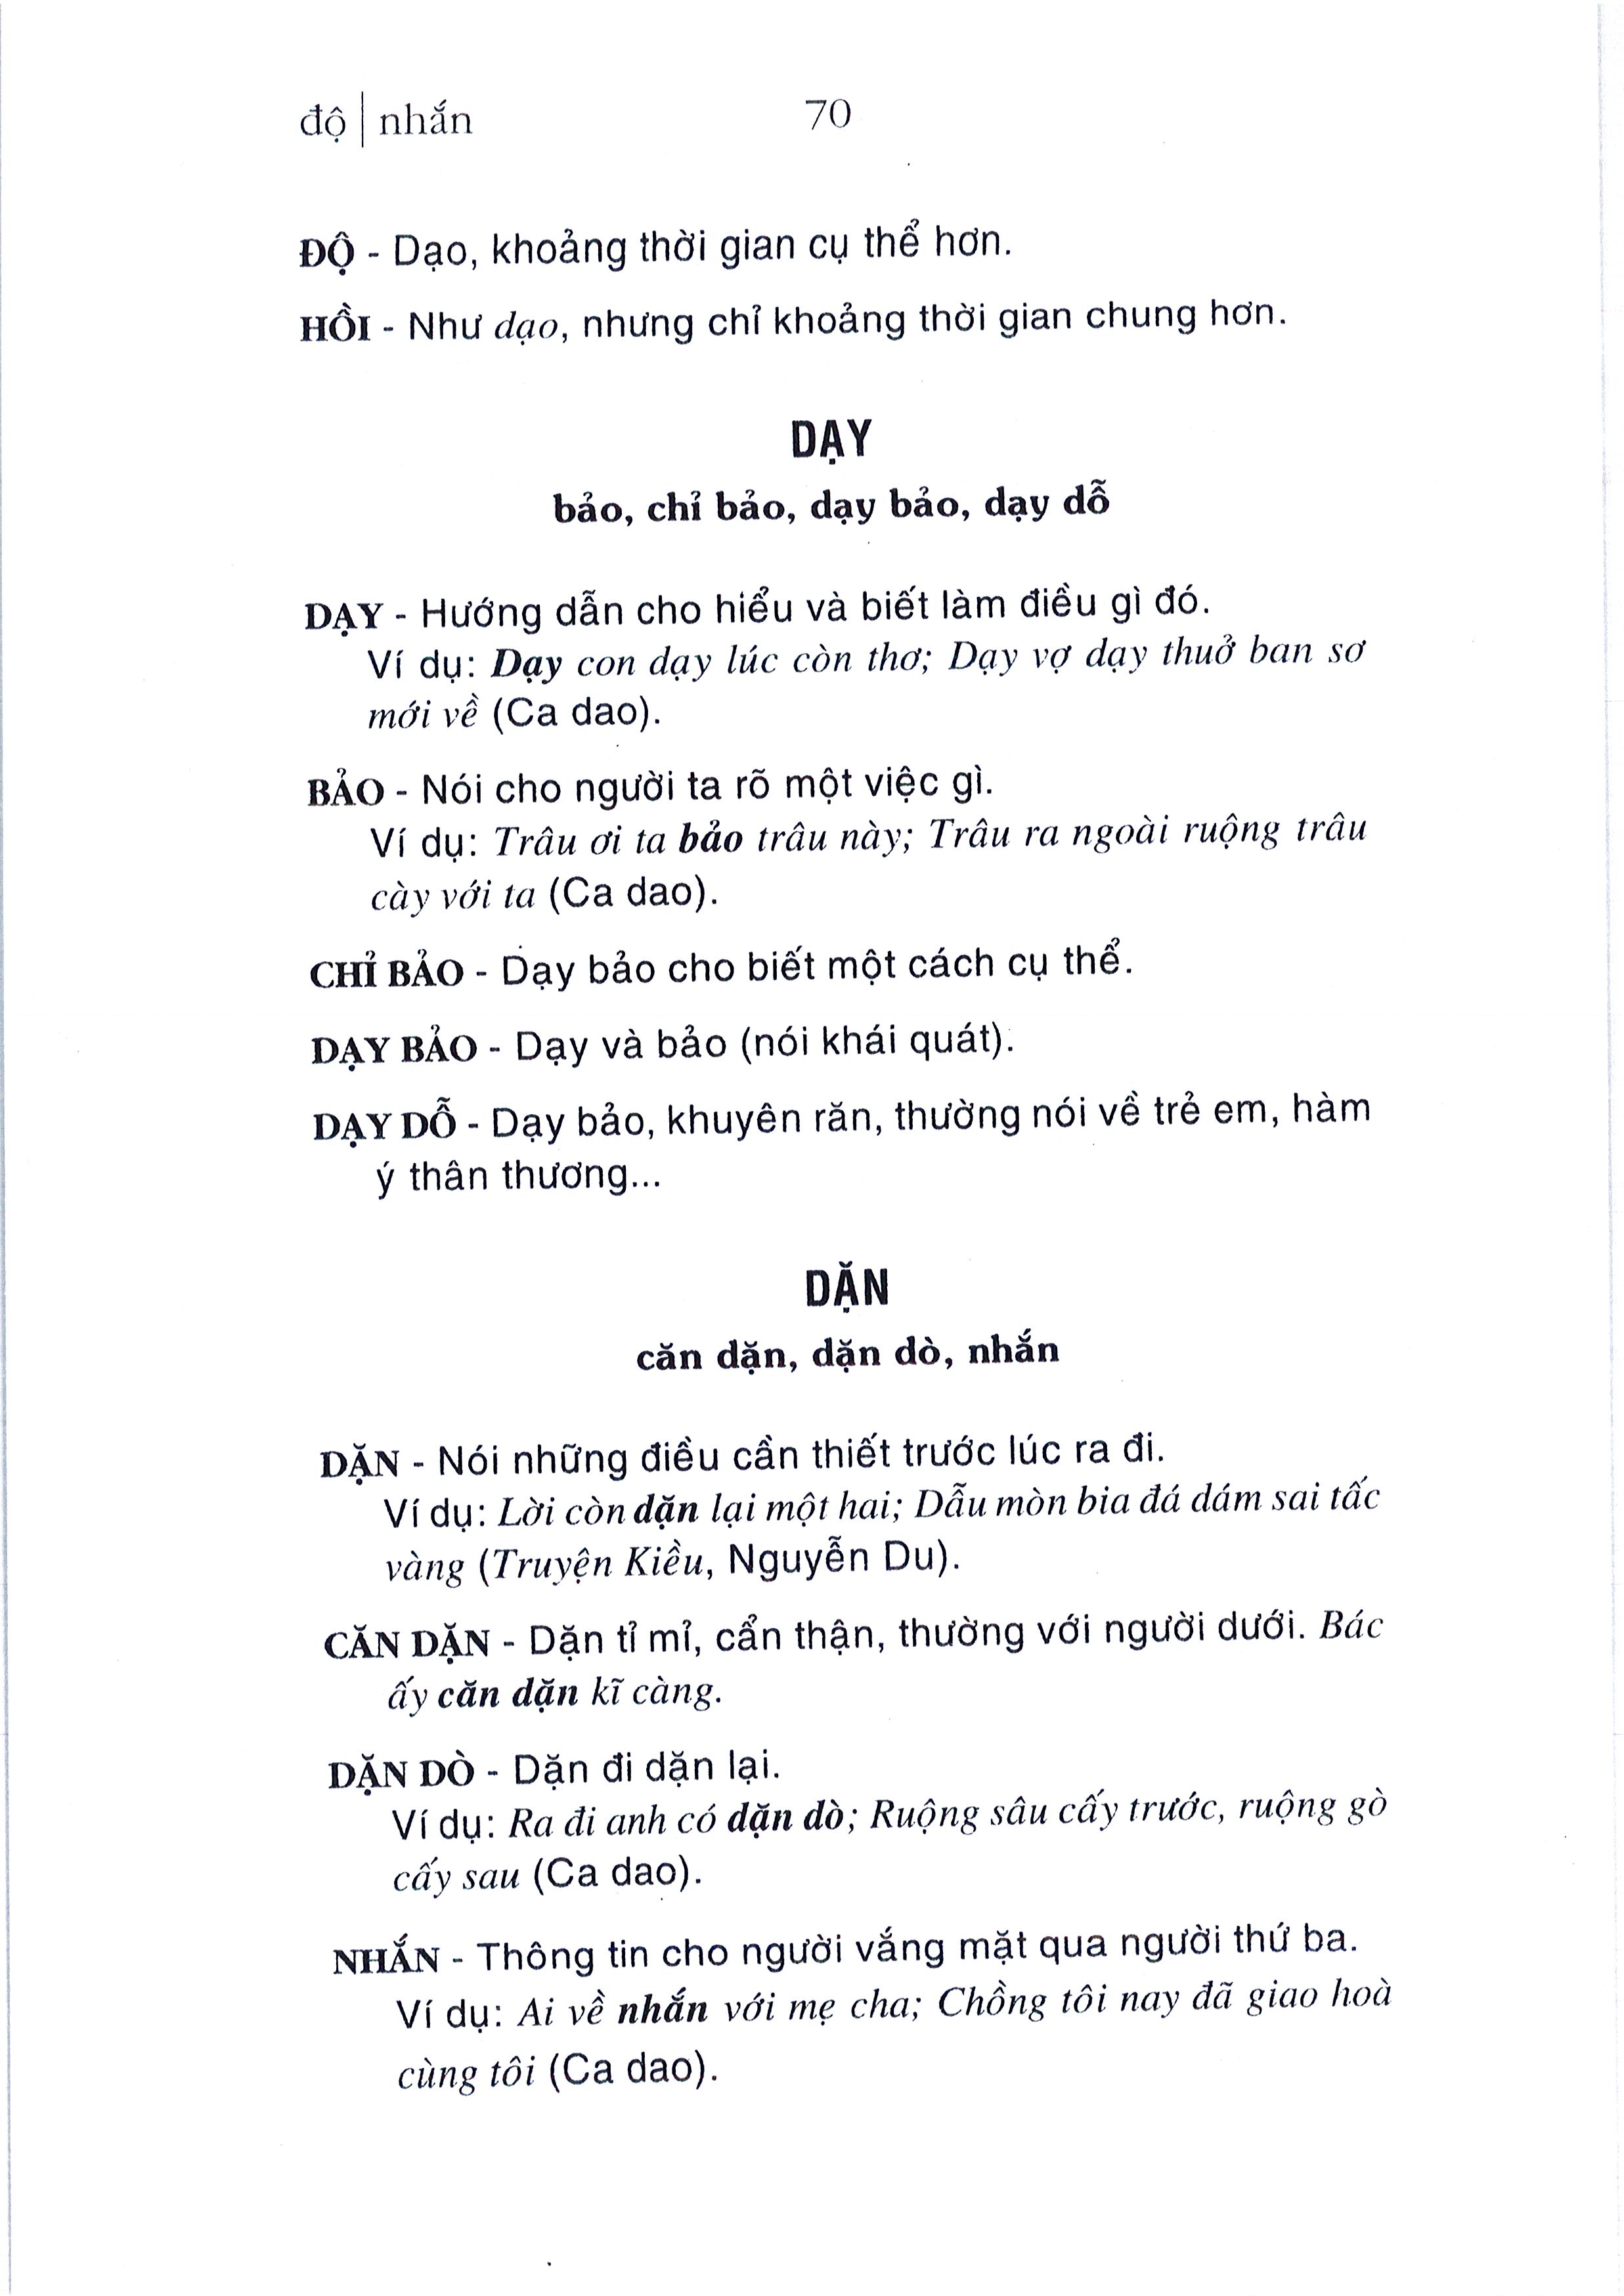 độ | nhắn
70
ĐỘ - Dạo, khoảng thời gian cụ thể hơn.
HỒI - Như dạo, nhưng chỉ khoảng thời gian chung hơn.
DẠY
bảo, chỉ bảo, dạy bảo, dạy dỗ
DẠY - Hướng dẫn cho hiểu và biết làm điều gì đó.
Ví dụ: Dạy con dạy lúc còn thơ; Dạy vợ dạy thuở ban sơ
mới về (Ca dao).
BẢO - Nói cho người ta rõ một việc gì.
Ví dụ: Trâu ơi ta bảo trâu này; Trâu ra ngoài ruộng trâu
cày với ta (Ca dao).
CHỈ BẢO - Dạy bảo cho biết một cách cụ thể.
DẠY BẢO - Dạy và bảo (nói khái quát).
DẠY DỖ - Dạy bảo, khuyên răn, thường nói về trẻ em, hàm
ý thân thương...
DẶN
căn dặn, dặn dò, nhắn
DẶN - Nói những điều cần thiết trước lúc ra đi.
Ví dụ: Lời còn dặn lại một hai; Dẫu mòn bia đá dám sai tấc
vàng (Truyện Kiều, Nguyễn Du).
CĂN DẶN - Dặn tỉ mỉ, cẩn thận, thường với người dưới. Bác
ấy căn dặn kĩ càng.
DẶN DÒ - Dặn đi dặn lại.
Ví dụ: Ra đi anh có dặn dò; Ruộng sâu cấy trước, ruộng gò
cấy sau (Ca dao).
NHẮN - Thông tin cho người vắng mặt qua người thứ ba.
Ví dụ: Ai về nhắn với mẹ cha; Chồng tôi nay đã giao hoà
cùng tôi (Ca dao).